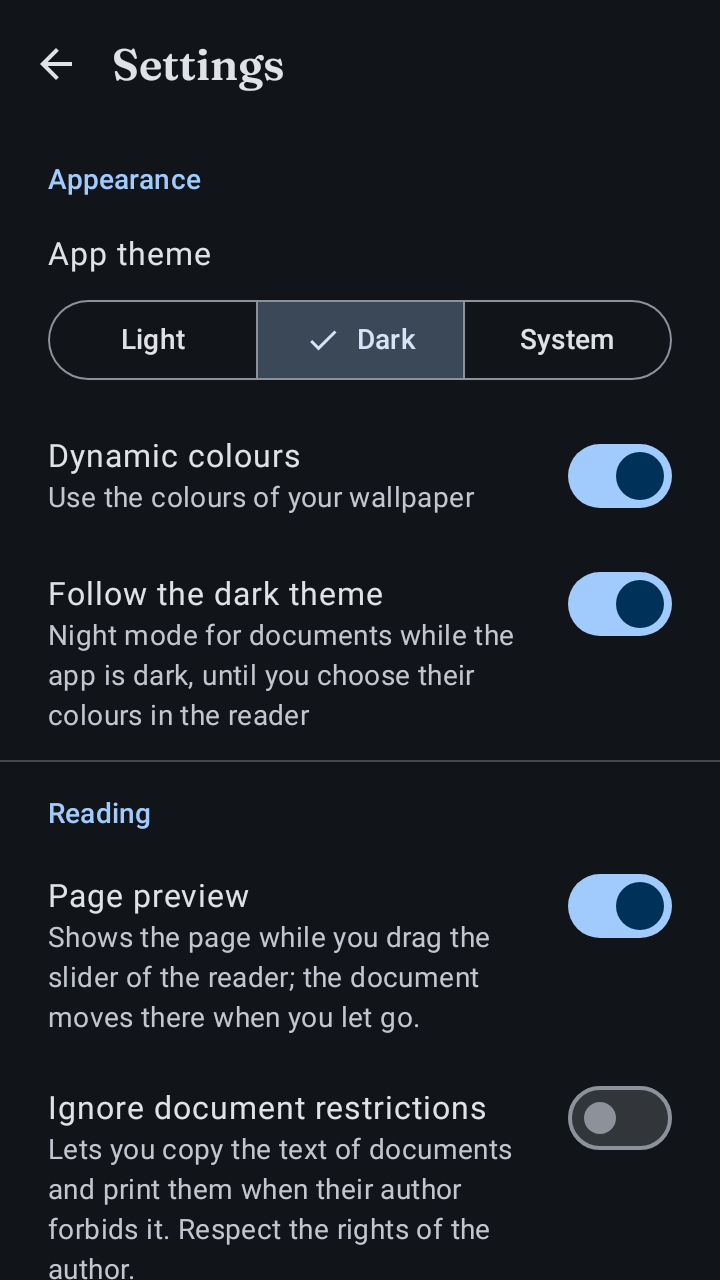 Settings
Appearance
App theme
Light
Dark
System
Dynamic colours
Use the colours of your wallpaper
Follow the dark theme
Night mode for documents while the
app is dark, until you choose their
colours in the reader
Reading
Page preview
Shows the page while you drag the
slider of the reader; the document
moves there when you let go.
Ignore document restrictions
Lets you copy the text of documents
and print them when their author
forbids it. Respect the rights of the
author.